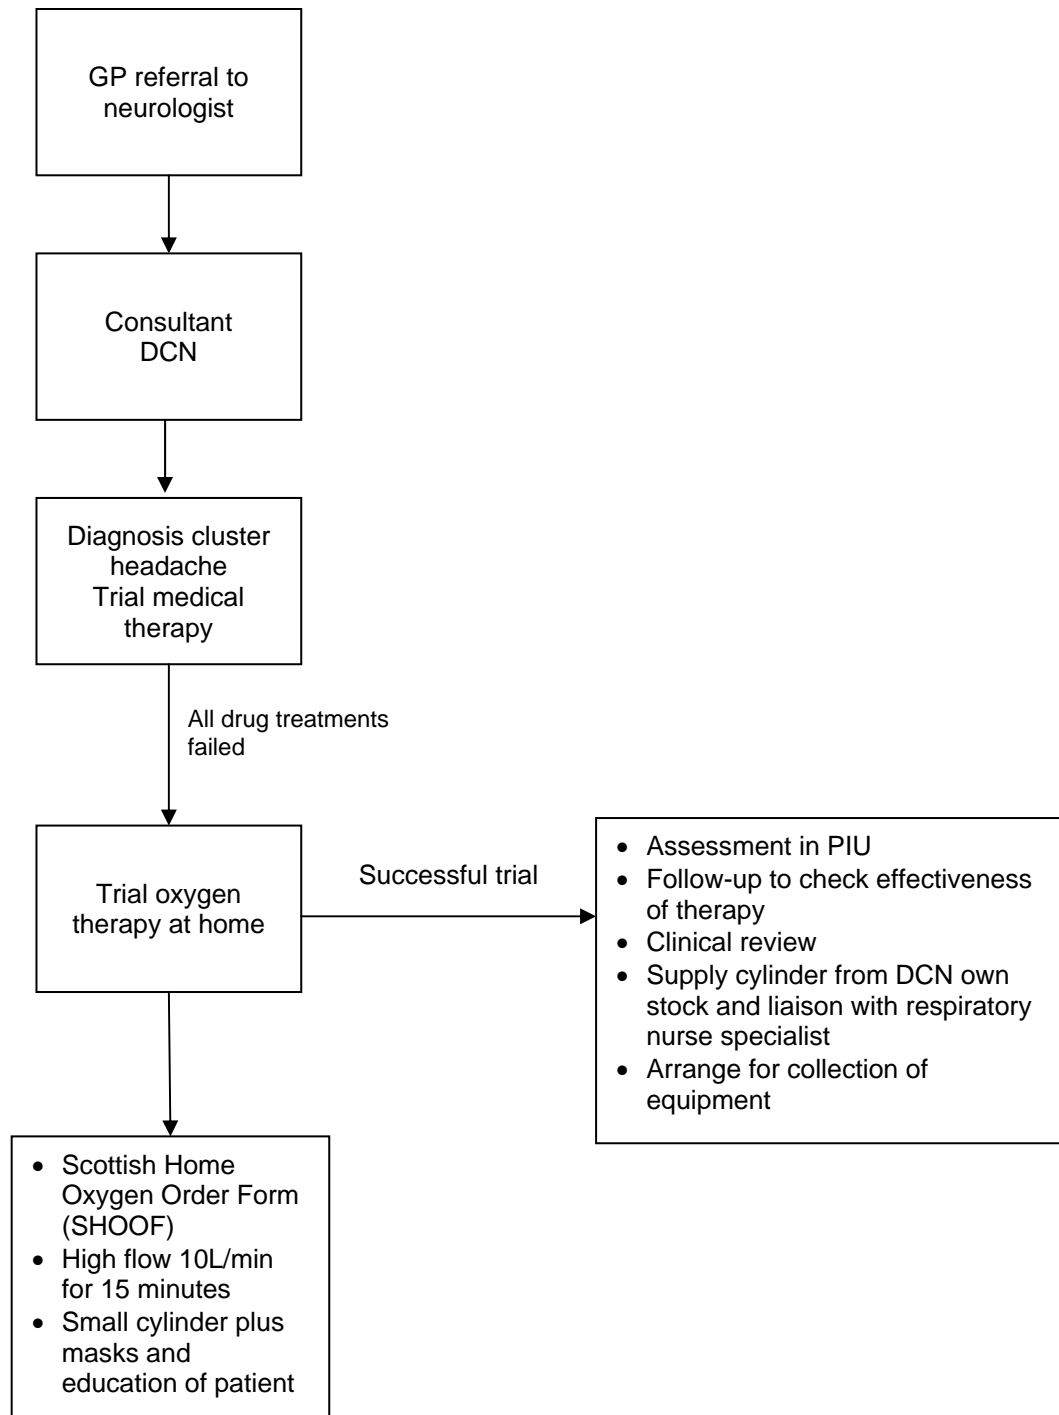 GP referral to
neurologist
Consultant
DCN
Diagnosis cluster
headache
Trial medical
therapy
All drug treatments
failed
Trial oxygen
therapy at home
Successful trial
• Assessment in PIU
• Follow-up to check effectiveness
of therapy
• Clinical review
• Supply cylinder from DCN own
stock and liaison with respiratory
nurse specialist
• Arrange for collection of
equipment
• Scottish Home
Oxygen Order Form
(SHOOF)
• High flow 10L/min
for 15 minutes
• Small cylinder plus
masks and
education of patient